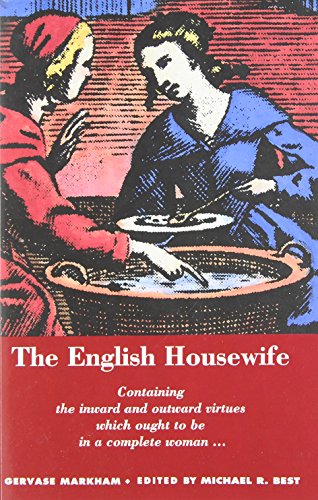 The English Housewife
Containing
the inward and outward virtues
which ought to be
in a complete woman ...
GERVASE MARKHAM • EDITED BY MICHAEL R. BEST